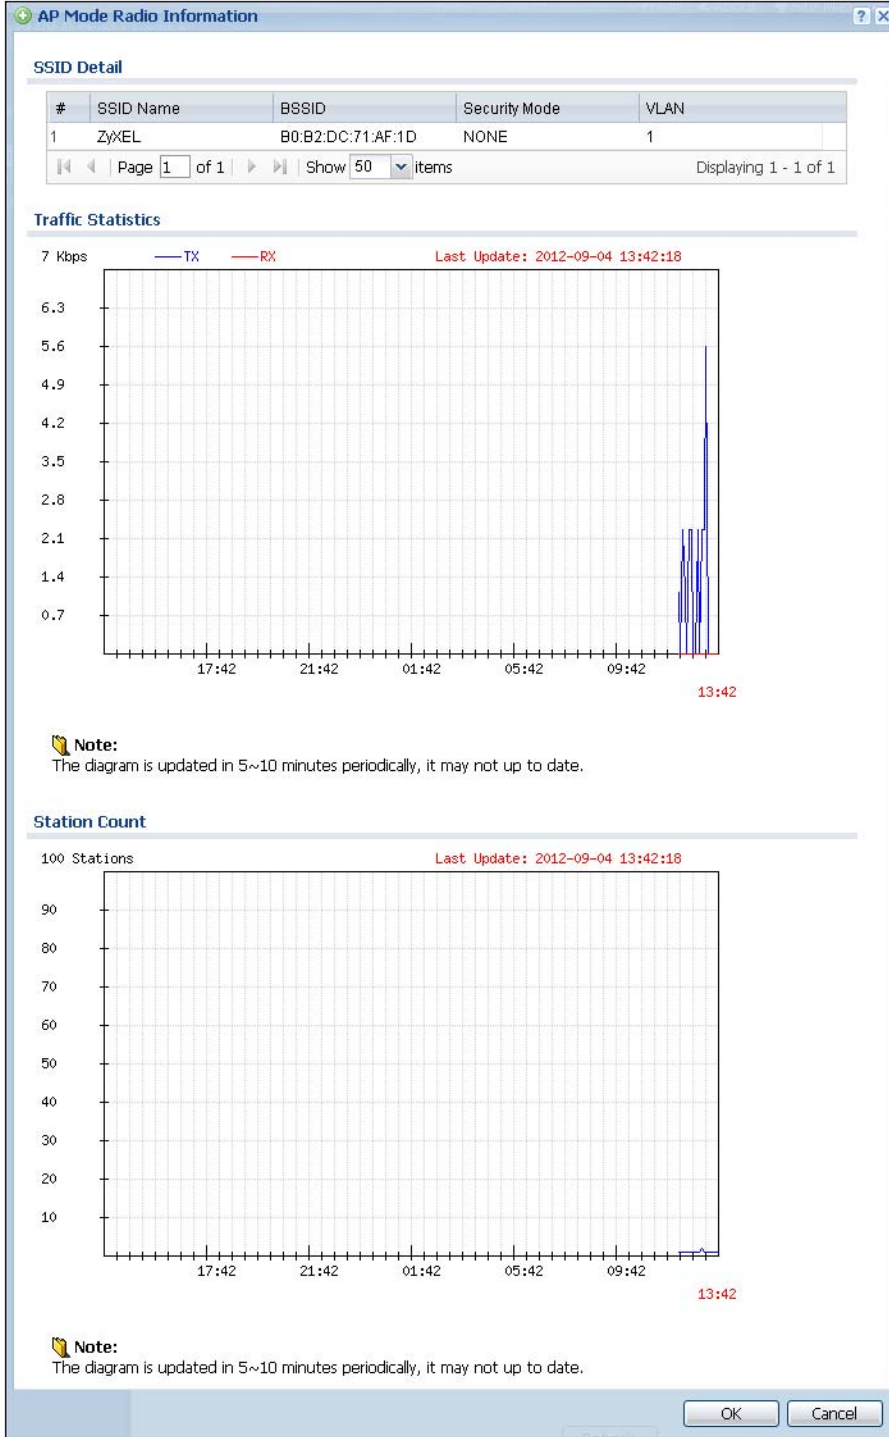 AP Mode Radio Information
SSID Detail
# SSID Name BSSID Security Mode VLAN
1 ZyXEL B0:B2:DC:71:AF:1D NONE 1
Page 1 of 1 Show 50 items Displaying 1 - 1 of 1
Traffic Statistics
7 Kbps TX RX Last Update: 2012-09-04 13:42:18
6.3
5.6
4.9
4.2
3.5
2.8
2.1
1.4
0.7
17:42 21:42 01:42 05:42 09:42
13:42
Note:
The diagram is updated in 5~10 minutes periodically, it may not up to date.
Station Count
100 Stations Last Update: 2012-09-04 13:42:18
90
80
70
60
50
40
30
20
10
17:42 21:42 01:42 05:42 09:42
13:42
Note:
The diagram is updated in 5~10 minutes periodically, it may not up to date.
OK Cancel